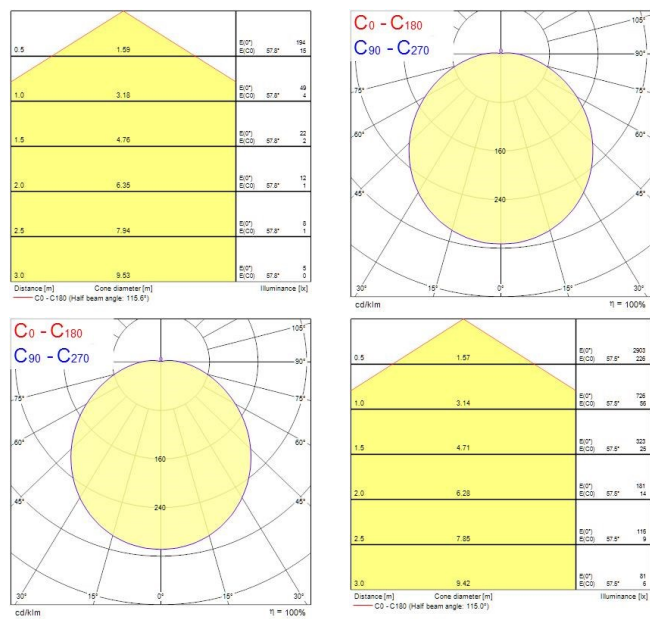 0.5 1.59 E(0°) 194
E(C0) 57.8° 15
1.0 3.18 E(0°) 49
E(C0) 57.8° 4
1.5 4.76 E(0°) 22
E(C0) 57.8° 2
2.0 6.35 E(0°) 12
E(C0) 57.8° 1
2.5 7.94 E(0°) 8
E(C0) 57.8° 1
3.0 9.53 E(0°) 5
E(C0) 57.8° 0
Distance [m] Cone diameter [m] Illuminance [lx]
C0 - C180 (Half beam angle: 115.6°)
C0 - C180
C90 - C270
105°
90°
75° 75°
60° 60°
160
45° 45°
240
30° 15° 0° 15° 30°
cd/klm η = 100%
C0 - C180
C90 - C270
105°
90°
75° 75°
60° 60°
160
45° 45°
240
30° 15° 0° 15° 30°
cd/klm η = 100%
0.5 1.57 E(0°) 2903
E(C0) 57.5° 225
1.0 3.14 E(0°) 726
E(C0) 57.5° 56
1.5 4.71 E(0°) 323
E(C0) 57.5° 25
2.0 6.28 E(0°) 181
E(C0) 57.5° 14
2.5 7.85 E(0°) 116
E(C0) 57.5° 9
3.0 9.42 E(0°) 81
E(C0) 57.5° 6
Distance [m] Cone diameter [m] Illuminance [lx]
C0 - C180 (Half beam angle: 115.0°)